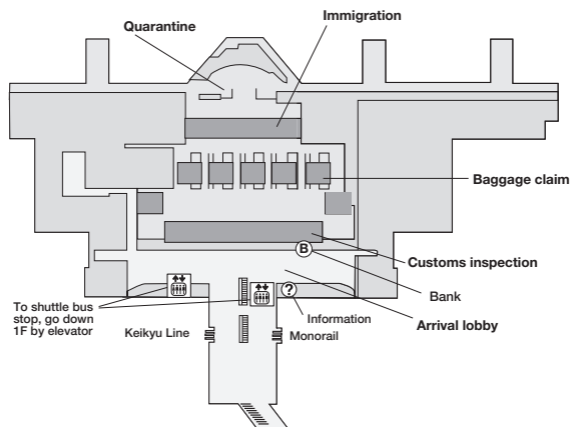 Immigration
Quarantine
Baggage claim
B
Customs inspection
Bank
?
To shuttle bus
stop, go down
1F by elevator
Information
Arrival lobby
Keikyu Line
Monorail